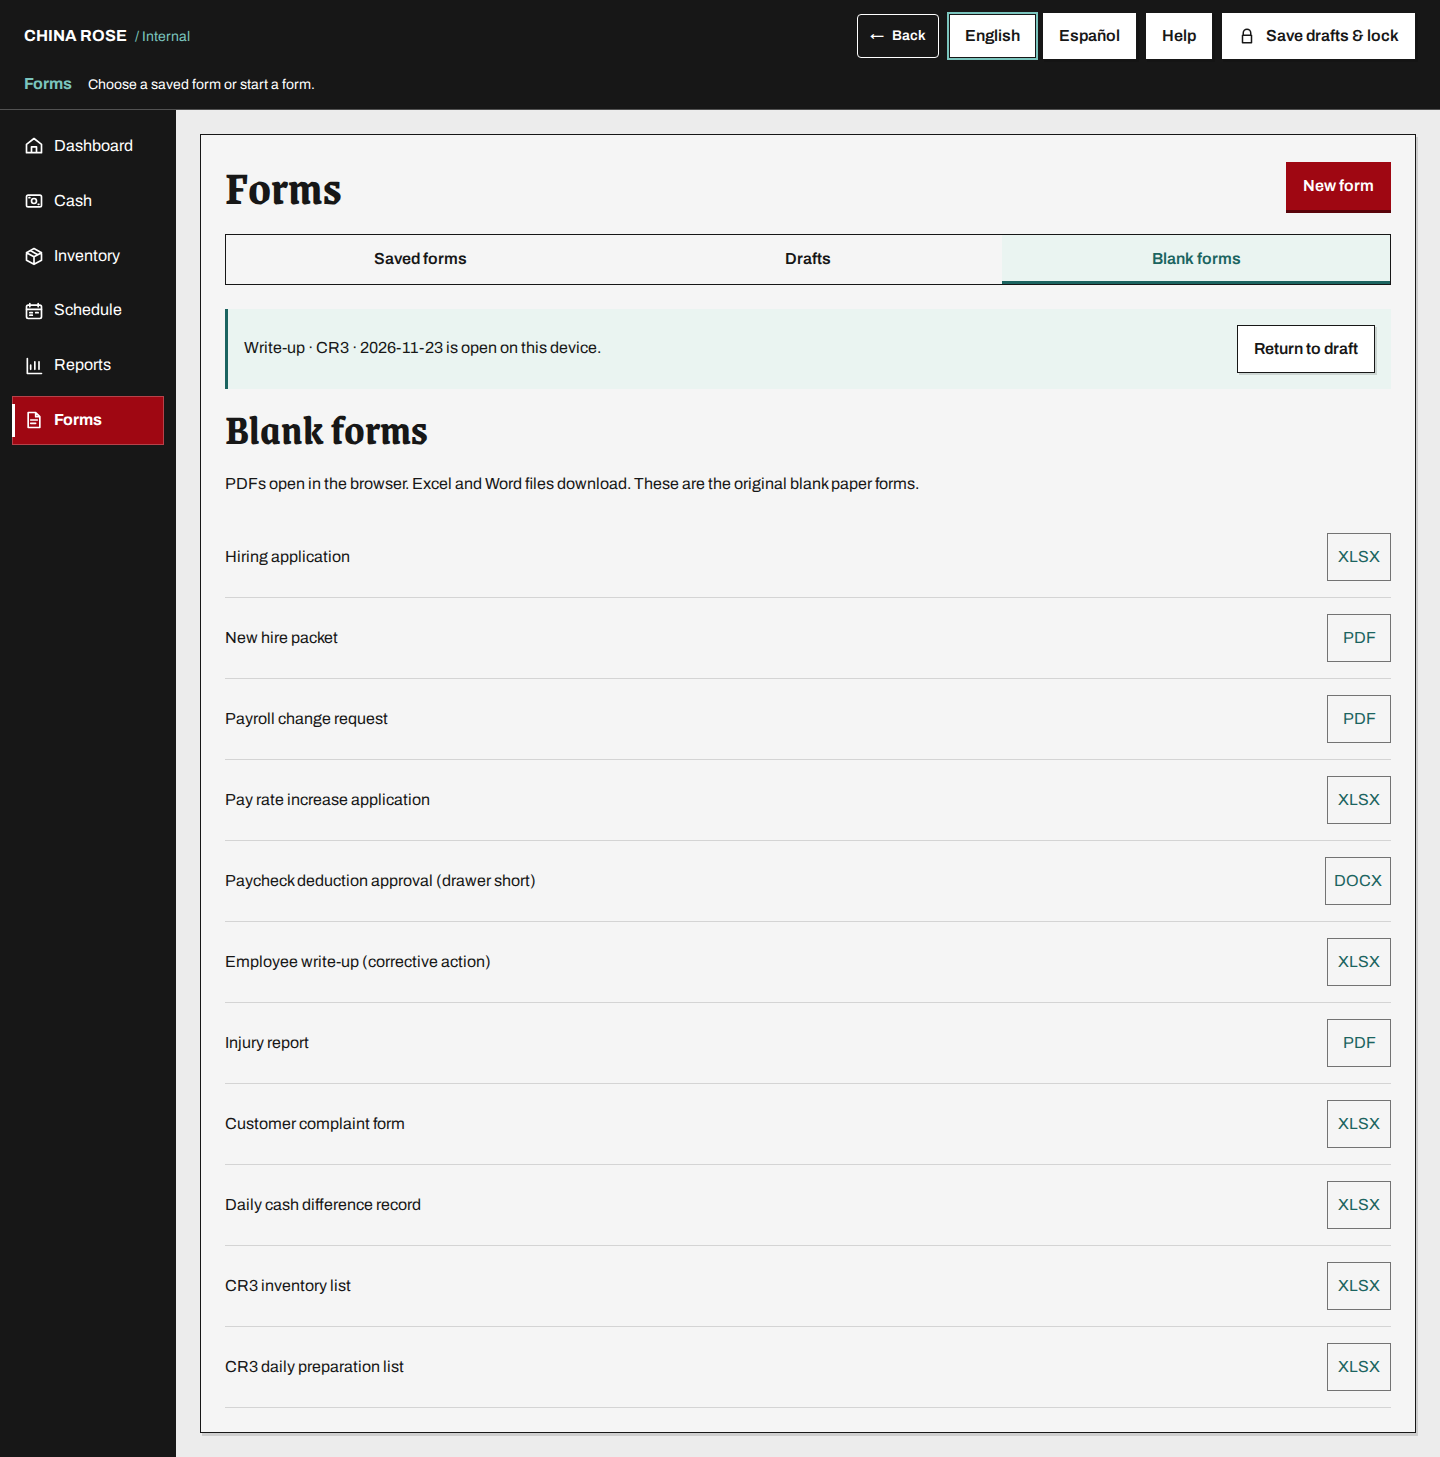 CHINA ROSE / Internal
← Back
English
Español
Help
Save drafts & lock
Forms Choose a saved form or start a form.
Dashboard
Cash
Inventory
Schedule
Reports
Forms
Forms
New form
Saved forms
Drafts
Blank forms
Write-up · CR3 · 2026-11-23 is open on this device.
Return to draft
Blank forms
PDFs open in the browser. Excel and Word files download. These are the original blank paper forms.
Hiring application XLSX
New hire packet PDF
Payroll change request PDF
Pay rate increase application XLSX
Paycheck deduction approval (drawer short) DOCX
Employee write-up (corrective action) XLSX
Injury report PDF
Customer complaint form XLSX
Daily cash difference record XLSX
CR3 inventory list XLSX
CR3 daily preparation list XLSX